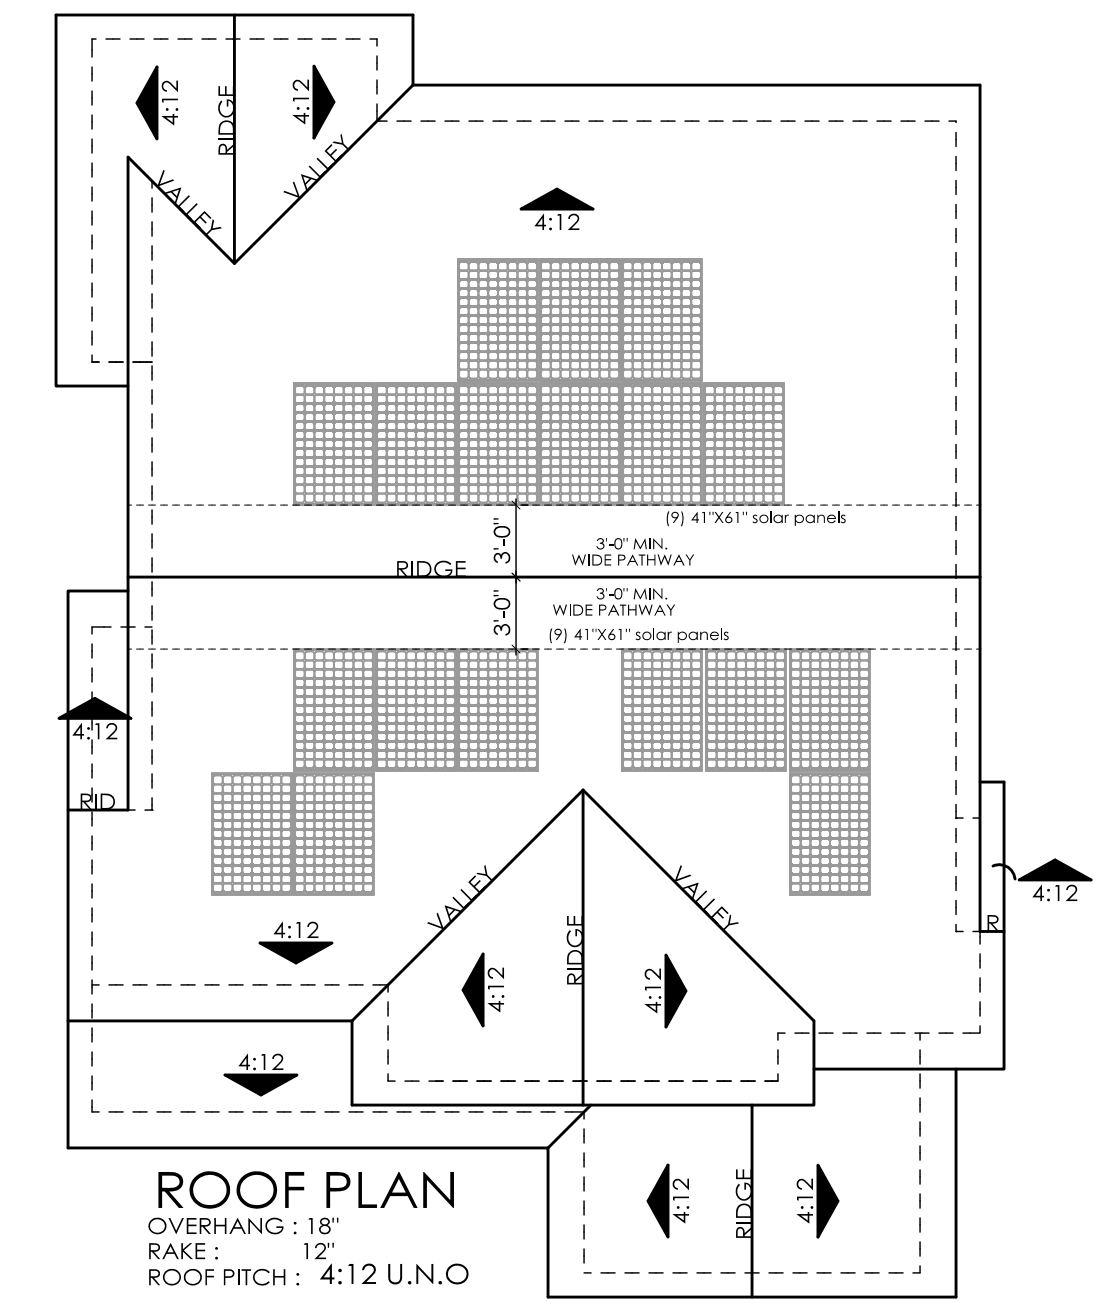 4:12
RIDGE
4:12
VALLEY
VALLEY
4:12
(9) 41"X61" solar panels
3'-0"
3'-0" MIN.
WIDE PATHWAY
RIDGE
3'-0"
3'-0" MIN.
WIDE PATHWAY
(9) 41"X61" solar panels
4:12
RID
VALLEY
VALLEY
4:12
R
4:12
RIDGE
4:12
4:12
4:12
4:12
ROOF PLAN
OVERHANG : 18"
RAKE : 12"
ROOF PITCH : 4:12 U.N.O
4:12
RIDGE
4:12